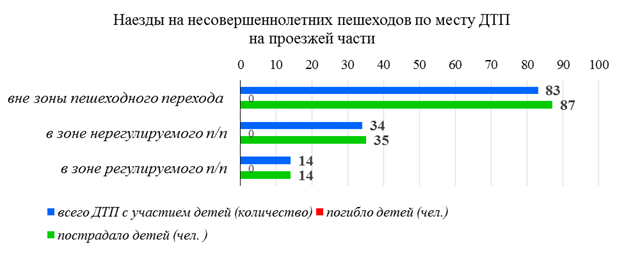 Наезды на несовершеннолетних пешеходов по месту ДТП
на проезжей части
0 10 20 30 40 50 60 70 80 90 100
вне зоны пешеходного перехода 0 83
87
в зоне нерегулируемого п/п 0 34
35
в зоне регулируемого п/п 0 14
14
всего ДТП с участием детей (количество) погибло детей (чел.)
пострадало детей (чел. )